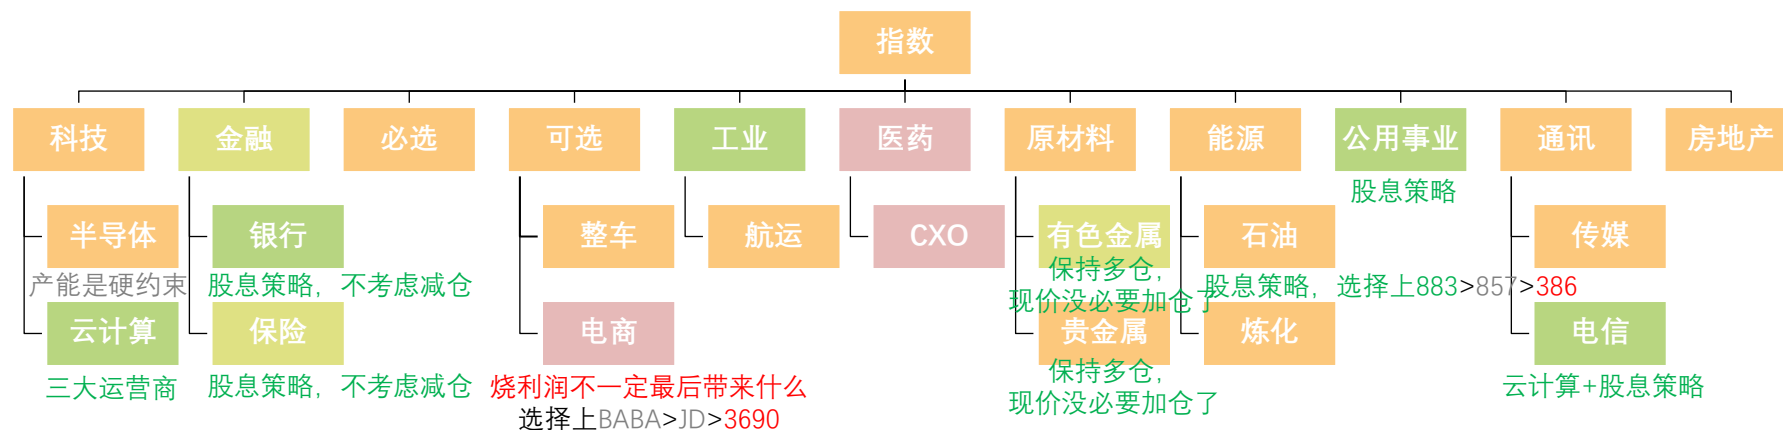 指数
科技
金融
必选
可选
工业
医药
原材料
能源
公用事业
通讯
房地产
股息策略
半导体
银行
整车
航运
CXO
有色金属
石油
传媒
产能是硬约束
股息策略，不考虑减仓
保持多仓，
现价没必要加仓了
股息策略，选择上883>857>386
云计算
保险
电商
贵金属
炼化
电信
三大运营商
股息策略，不考虑减仓
烧利润不一定最后带来什么
选择上BABA>JD>3690
保持多仓，
现价没必要加仓了
云计算+股息策略